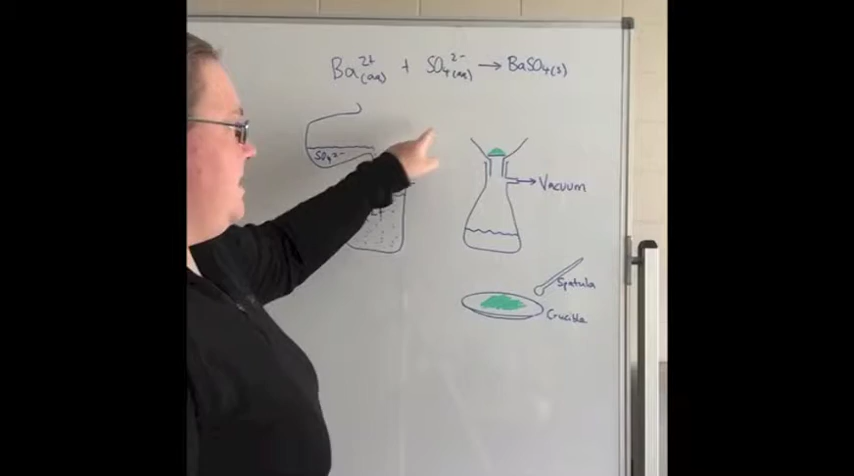 Ba²⁺(aq) + SO₄²⁻(aq) → BaSO₄(s)
SO₄²⁻
Vacuum
Spatula
Crucible